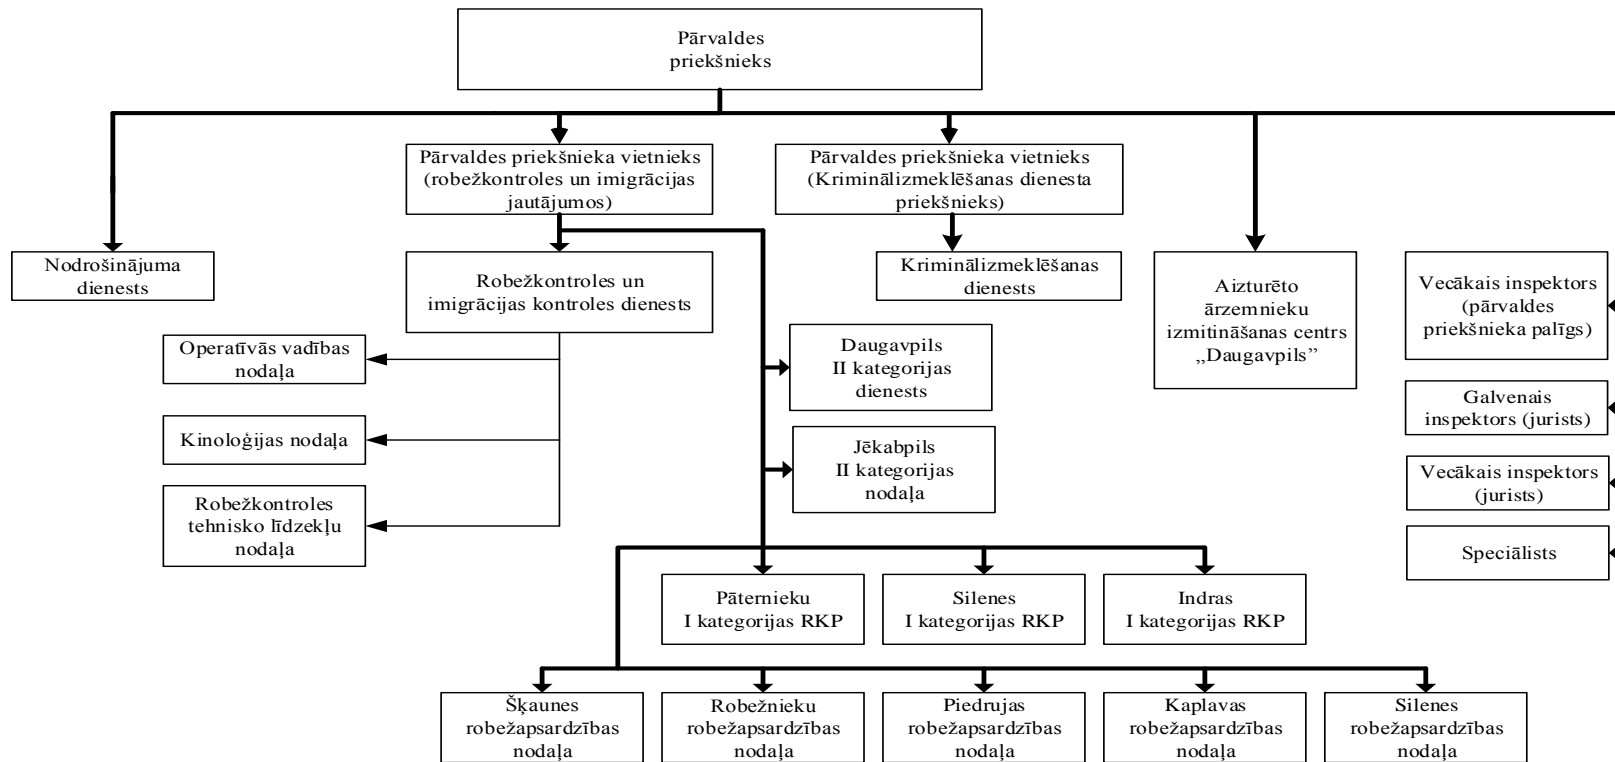 Pārvaldes
priekšnieks
Pārvaldes priekšnieka vietnieks
(robežkontroles un imigrācijas
jautājumos)
Pārvaldes priekšnieka vietnieks
(Kriminālizmeklēšanas dienesta
priekšnieks)
Nodrošinājuma
dienests
Robežkontroles un
imigrācijas kontroles dienests
Kriminālizmeklēšanas
dienests
Aizturēto
ārzemnieku
izmitināšanas centrs
„Daugavpils”
Vecākais inspektors
(pārvaldes
priekšnieka palīgs)
Operatīvās vadības
nodaļa
Daugavpils
II kategorijas
dienests
Galvenais
inspektors (jurists)
Kinoloģijas nodaļa
Jēkabpils
II kategorijas
nodaļa
Vecākais inspektors
(jurists)
Robežkontroles
tehnisko līdzekļu
nodaļa
Speciālists
Pāternieku
I kategorijas RKP
Silenes
I kategorijas RKP
Indras
I kategorijas RKP
Šķaunes
robežapsardzības
nodaļa
Robežnieku
robežapsardzības
nodaļa
Piedrujas
robežapsardzības
nodaļa
Kaplavas
robežapsardzības
nodaļa
Silenes
robežapsardzības
nodaļa